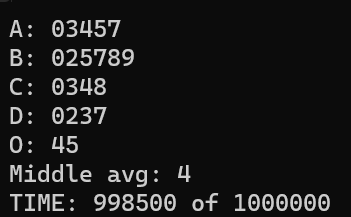 A: 03457
B: 025789
C: 0348
D: 0237
O: 45
Middle avg: 4
TIME: 998500 of 1000000